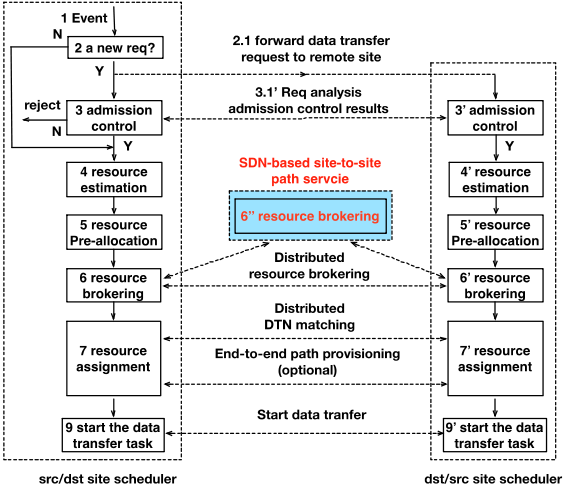 1 Event
N
2 a new req?
Y
2.1 forward data transfer
request to remote site
reject
N
3 admission
control
Y
3.1' Req analysis
admission control results
3' admission
control
Y
4 resource
estimation
SDN-based site-to-site
path servcie
4' resource
estimation
5 resource
Pre-allocation
6'' resource brokering
5' resource
Pre-allocation
6 resource
brokering
Distributed
resource brokering
6' resource
brokering
Distributed
DTN matching
7 resource
assignment
End-to-end path provisioning
(optional)
7' resource
assignment
9 start the data
transfer task
Start data tranfer
9' start the data
transfer task
src/dst site scheduler
dst/src site scheduler